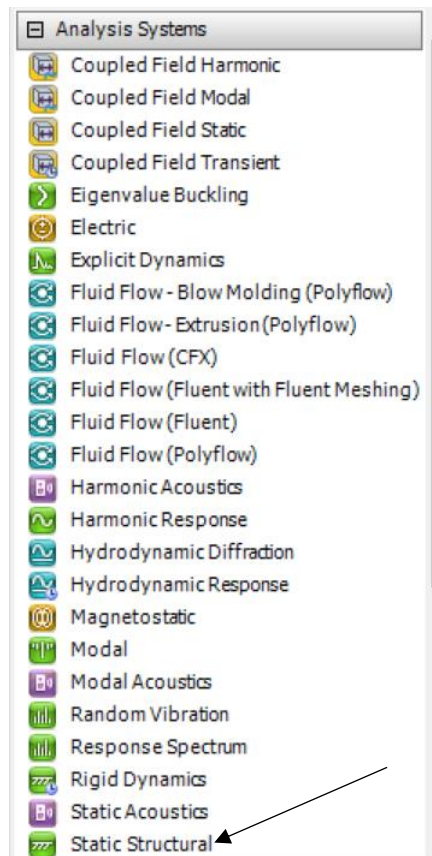 Analysis Systems
Coupled Field Harmonic
Coupled Field Modal
Coupled Field Static
Coupled Field Transient
Eigenvalue Buckling
Electric
Explicit Dynamics
Fluid Flow - Blow Molding (Polyflow)
Fluid Flow - Extrusion (Polyflow)
Fluid Flow (CFX)
Fluid Flow (Fluent with Fluent Meshing)
Fluid Flow (Fluent)
Fluid Flow (Polyflow)
Harmonic Acoustics
Harmonic Response
Hydrodynamic Diffraction
Hydrodynamic Response
Magnetostatic
Modal
Modal Acoustics
Random Vibration
Response Spectrum
Rigid Dynamics
Static Acoustics
Static Structural